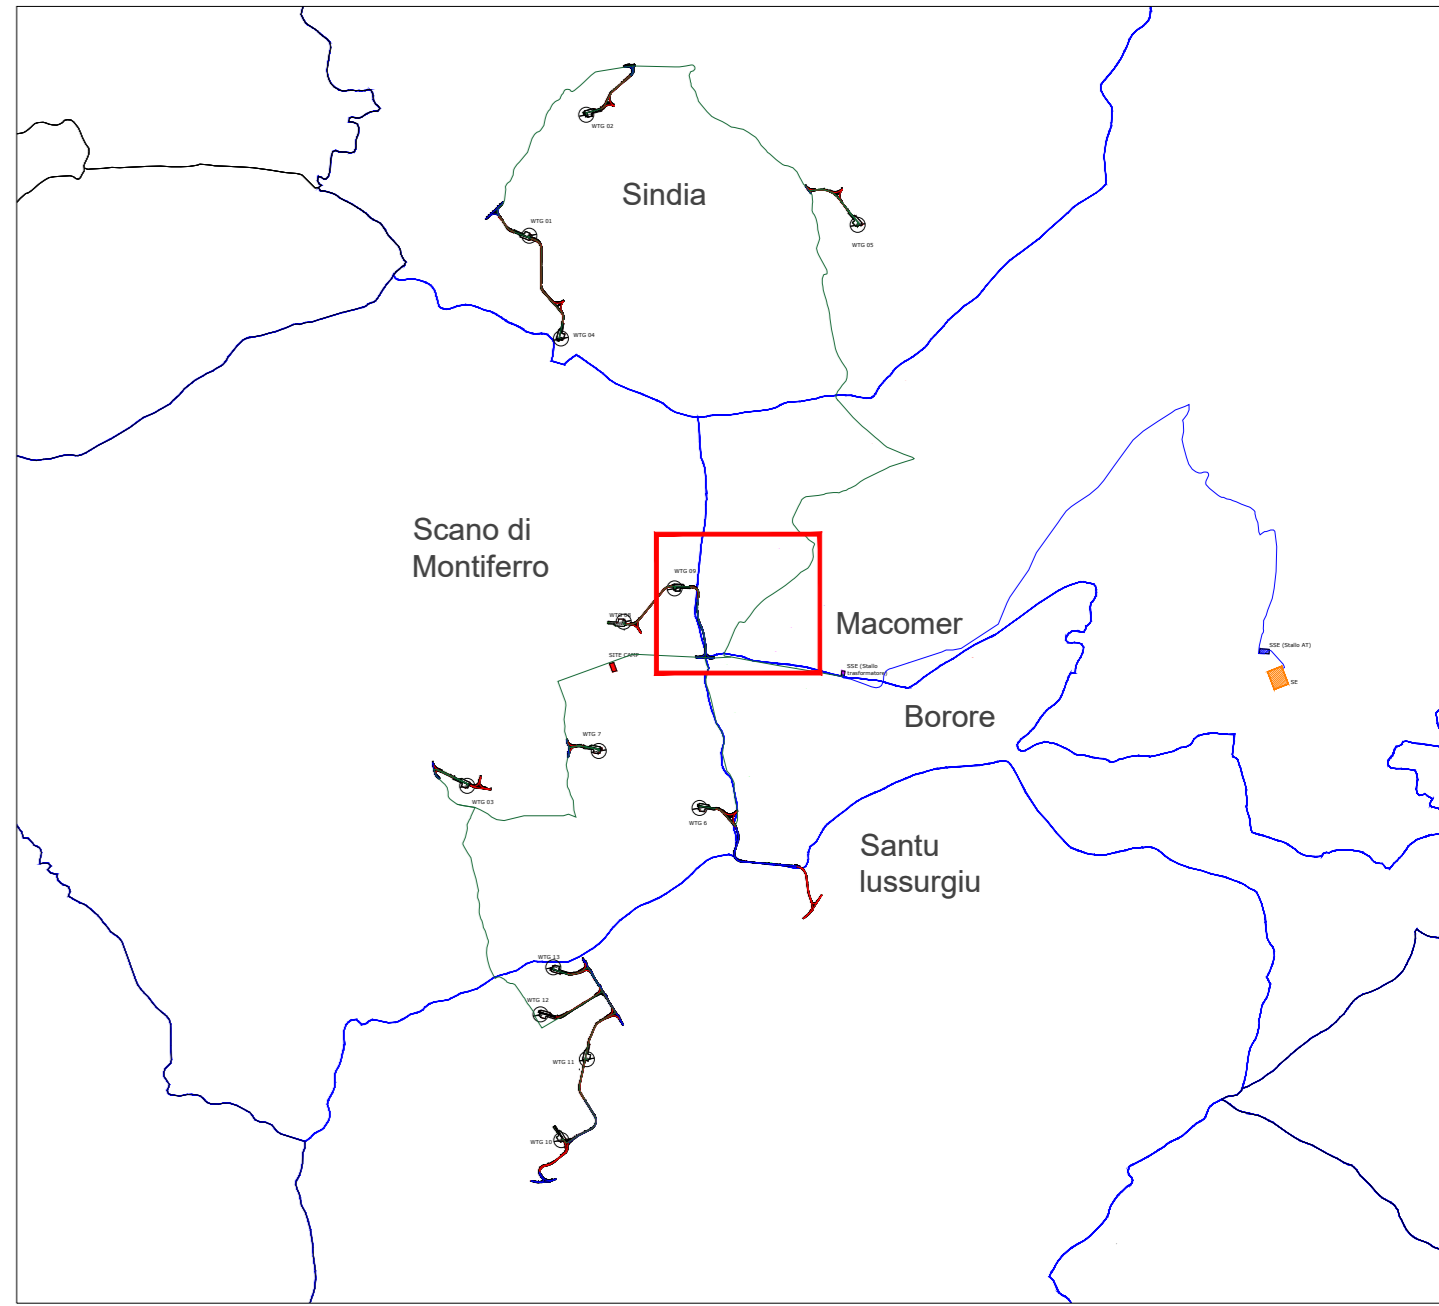 WTG 02
Sindia
WTG 01
WTG 05
WTG 04
Scano di
Montiferro
WTG 09
WTG 08
Macomer
SITE CAMP
SSE (Stallo
trasformatore)
SSE (Stallo AT)
SE
Borore
WTG 7
WTG 03
WTG 6
Santu
lussurgiu
WTG 13
WTG 12
WTG 11
WTG 10